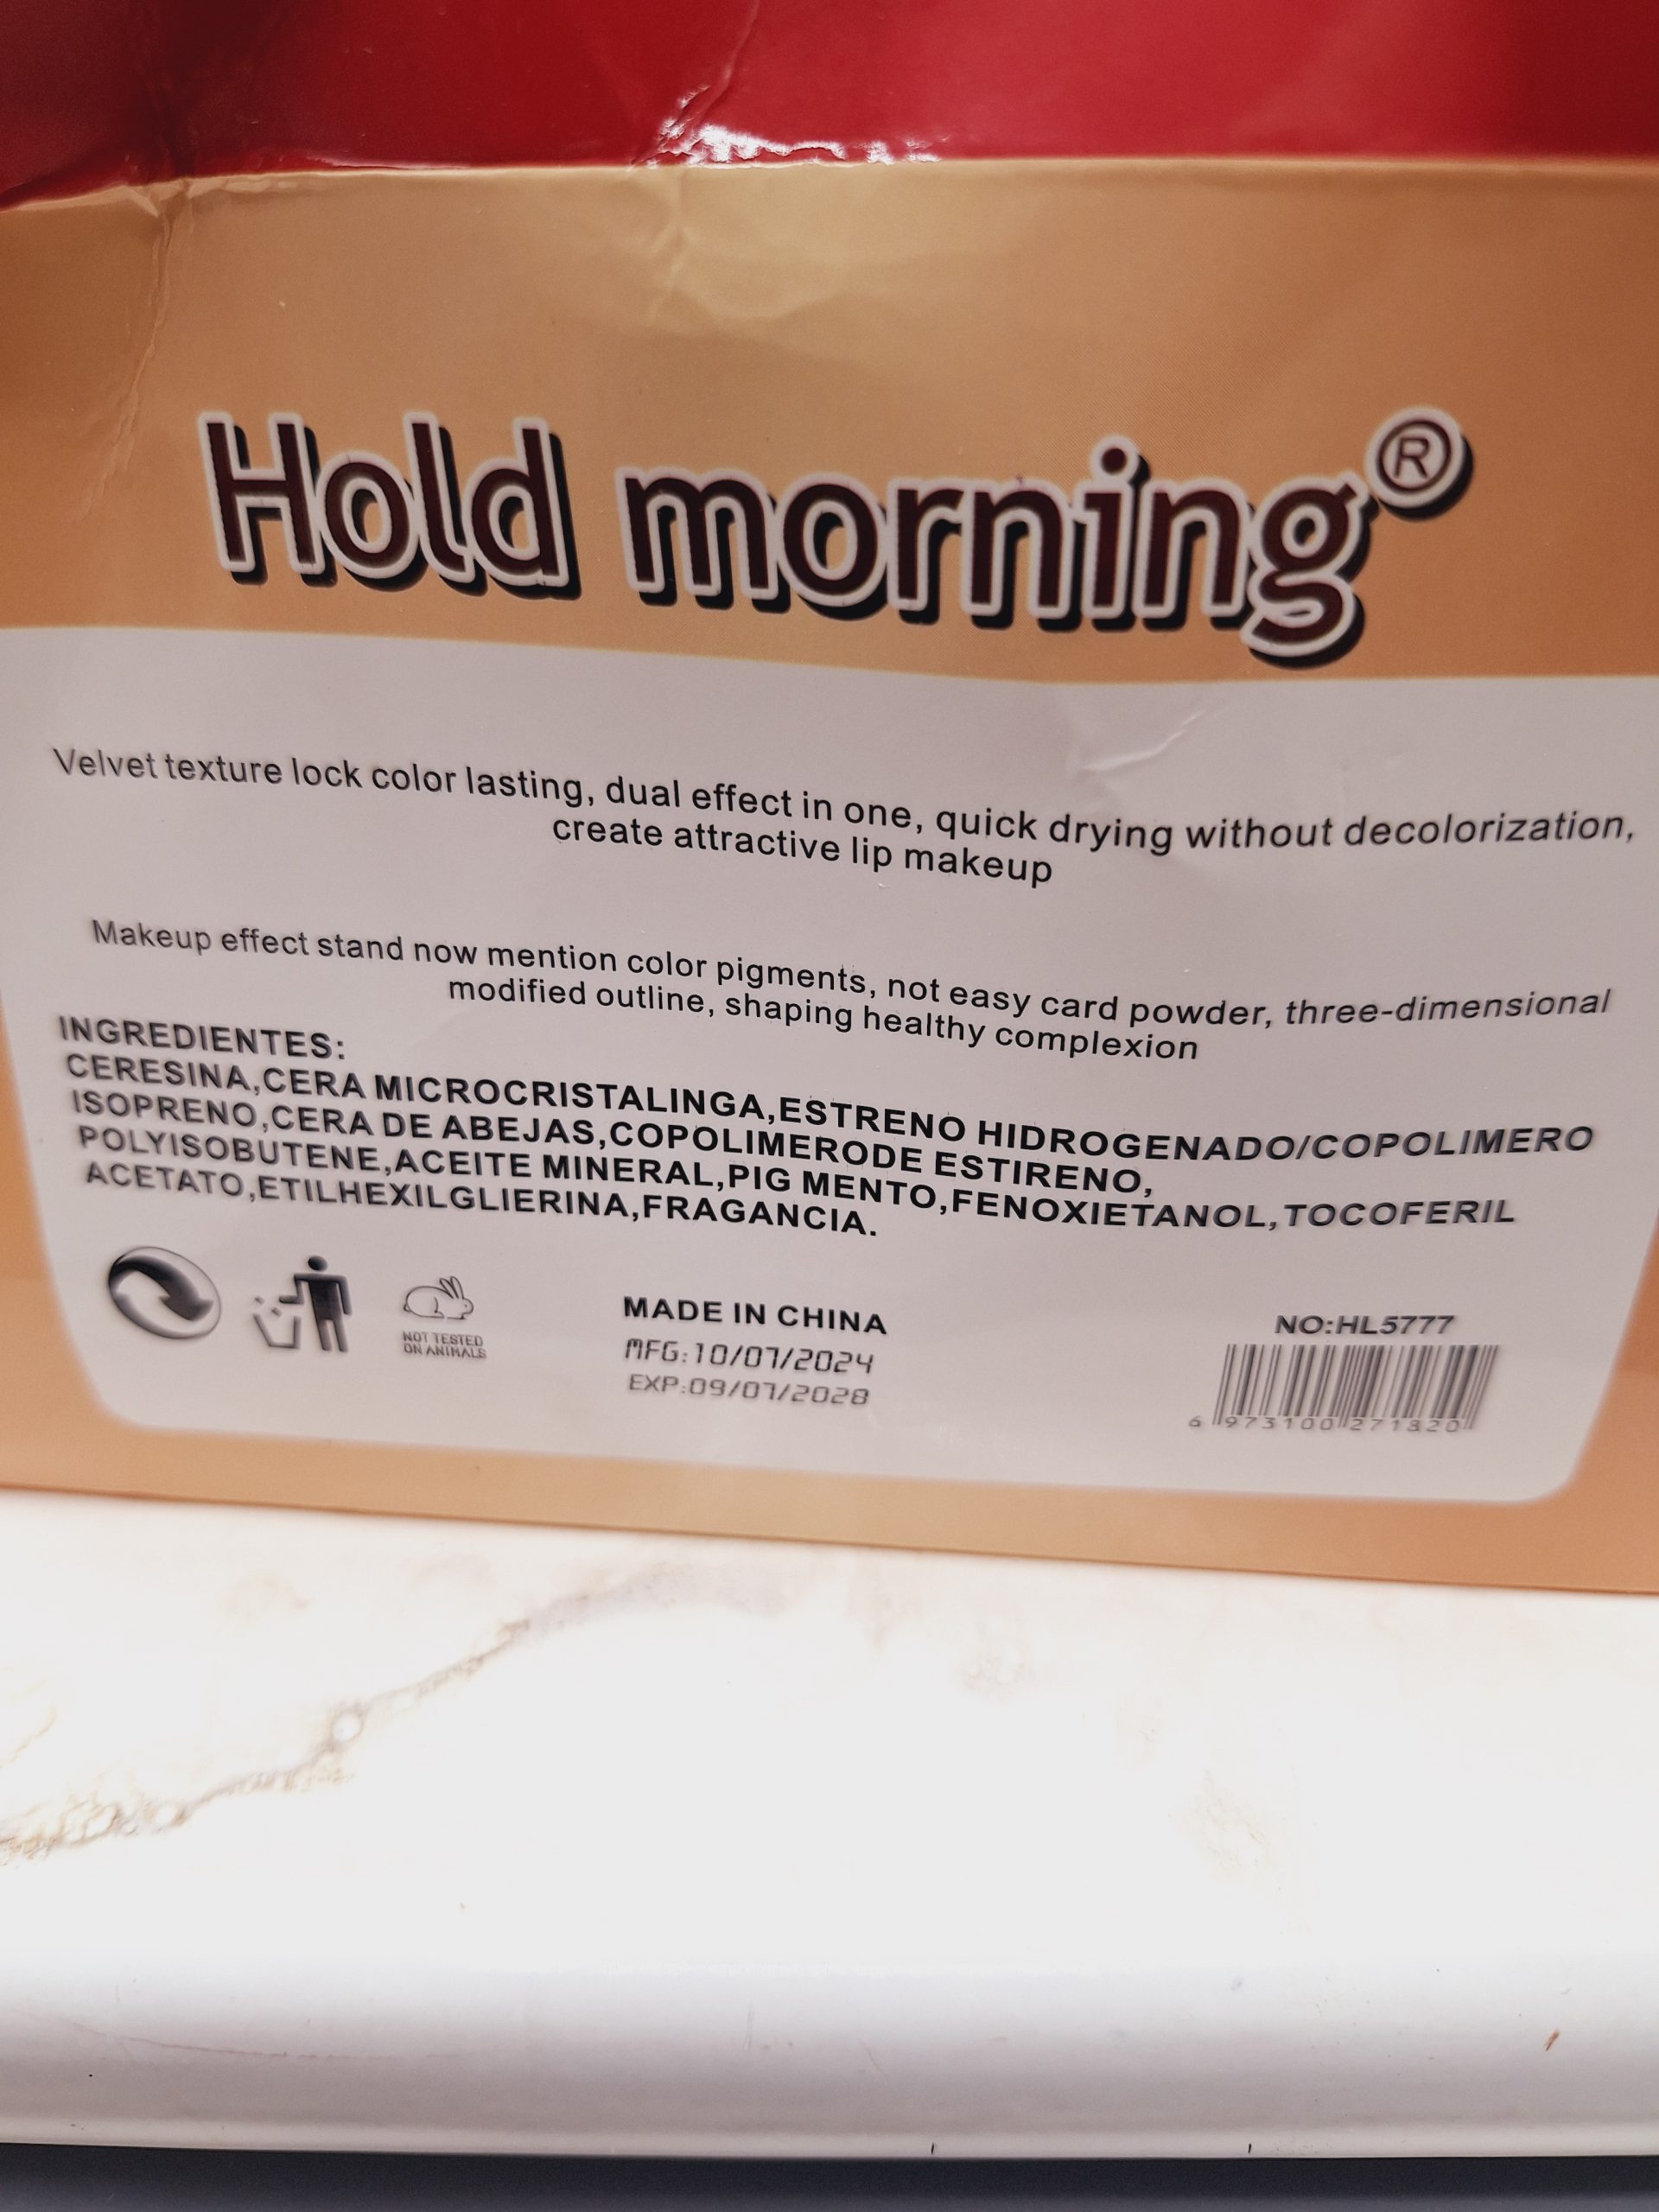 Hold morning®
Velvet texture lock color lasting, dual effect in one, quick drying without decolorization,
create attractive lip makeup
Makeup effect stand now mention color pigments, not easy card powder, three-dimensional
modified outline, shaping healthy complexion
INGREDIENTES:
CERESINA,CERA MICROCRISTALINGA,ESTRENO HIDROGENADO/COPOLIMERO
ISOPRENO,CERA DE ABEJAS,COPOLIMERODE ESTIRENO,
POLYISOBUTENE,ACEITE MINERAL,PIG MENTO,FENOXIETANOL,TOCOFERIL
ACETATO,ETILHEXILGLIERINA,FRAGANCIA.
NOT TESTED
ON ANIMALS
MADE IN CHINA
MFG:10/07/2024
EXP:09/07/2028
NO:HL5777
6 973100 271820